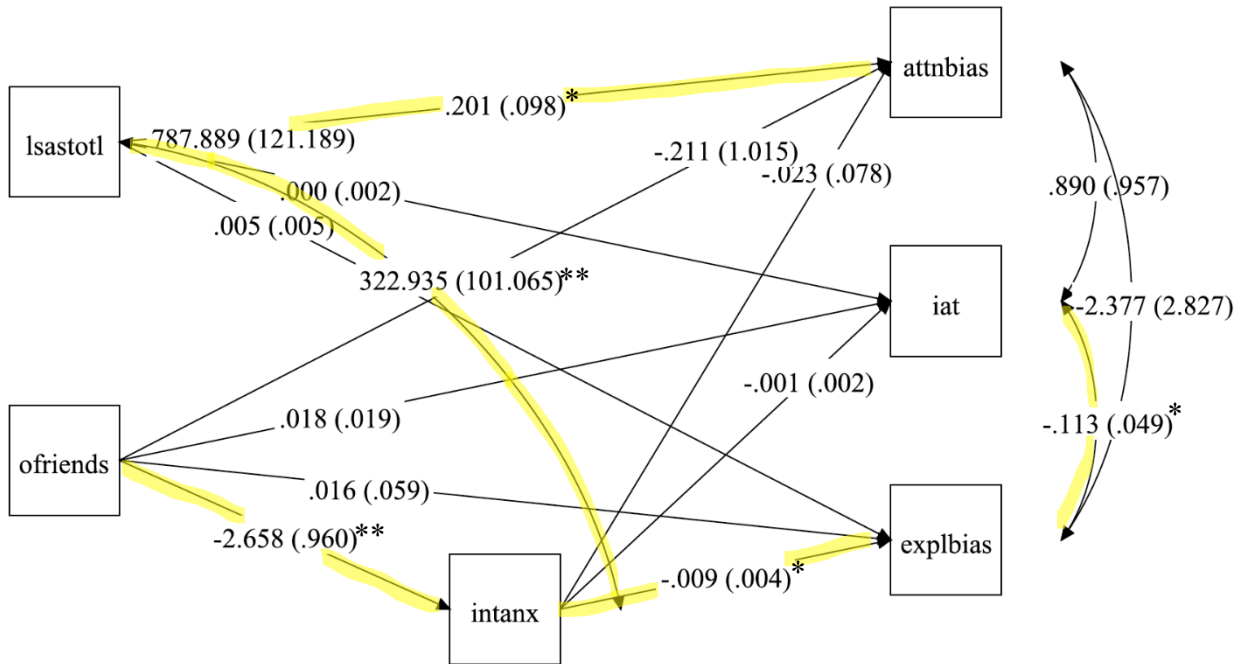 attnbias
.201 (.098)*
lsastotl
787.889 (121.189)
-.211 (1.015)
-.023 (.078)
.000 (.002)
.890 (.957)
.005 (.005)
322.935 (101.065)**
iat
-2.377 (2.827)
-.001 (.002)
.018 (.019)
-.113 (.049)*
ofriends
.016 (.059)
-2.658 (.960)**
explbias
-.009 (.004)*
intanx